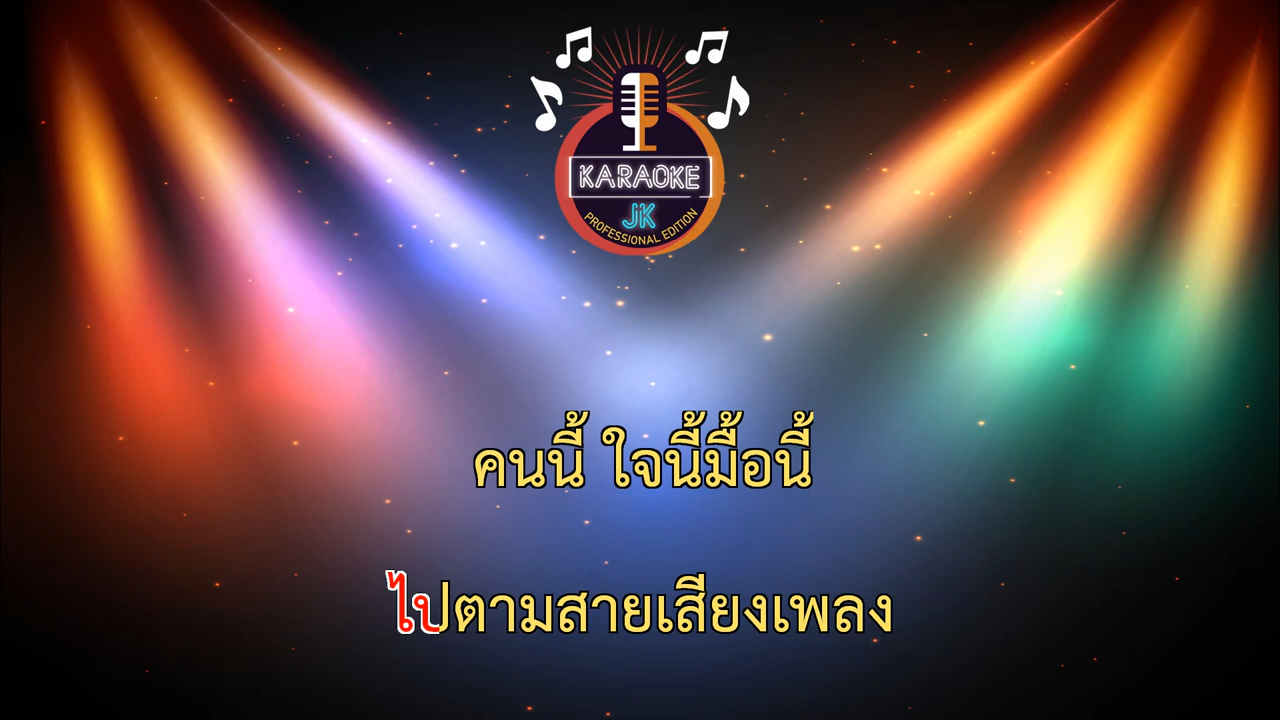 KARAOKE
JK
PROFESSIONAL EDITION
คนนี้ ใจนี้มื้อนี้
ไปตามสายเสียงเพลง